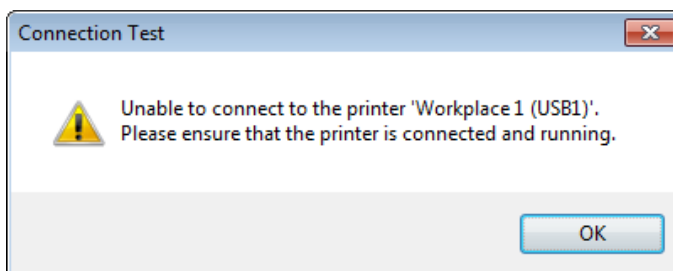 Connection Test
Unable to connect to the printer 'Workplace 1 (USB1)'.
Please ensure that the printer is connected and running.
OK